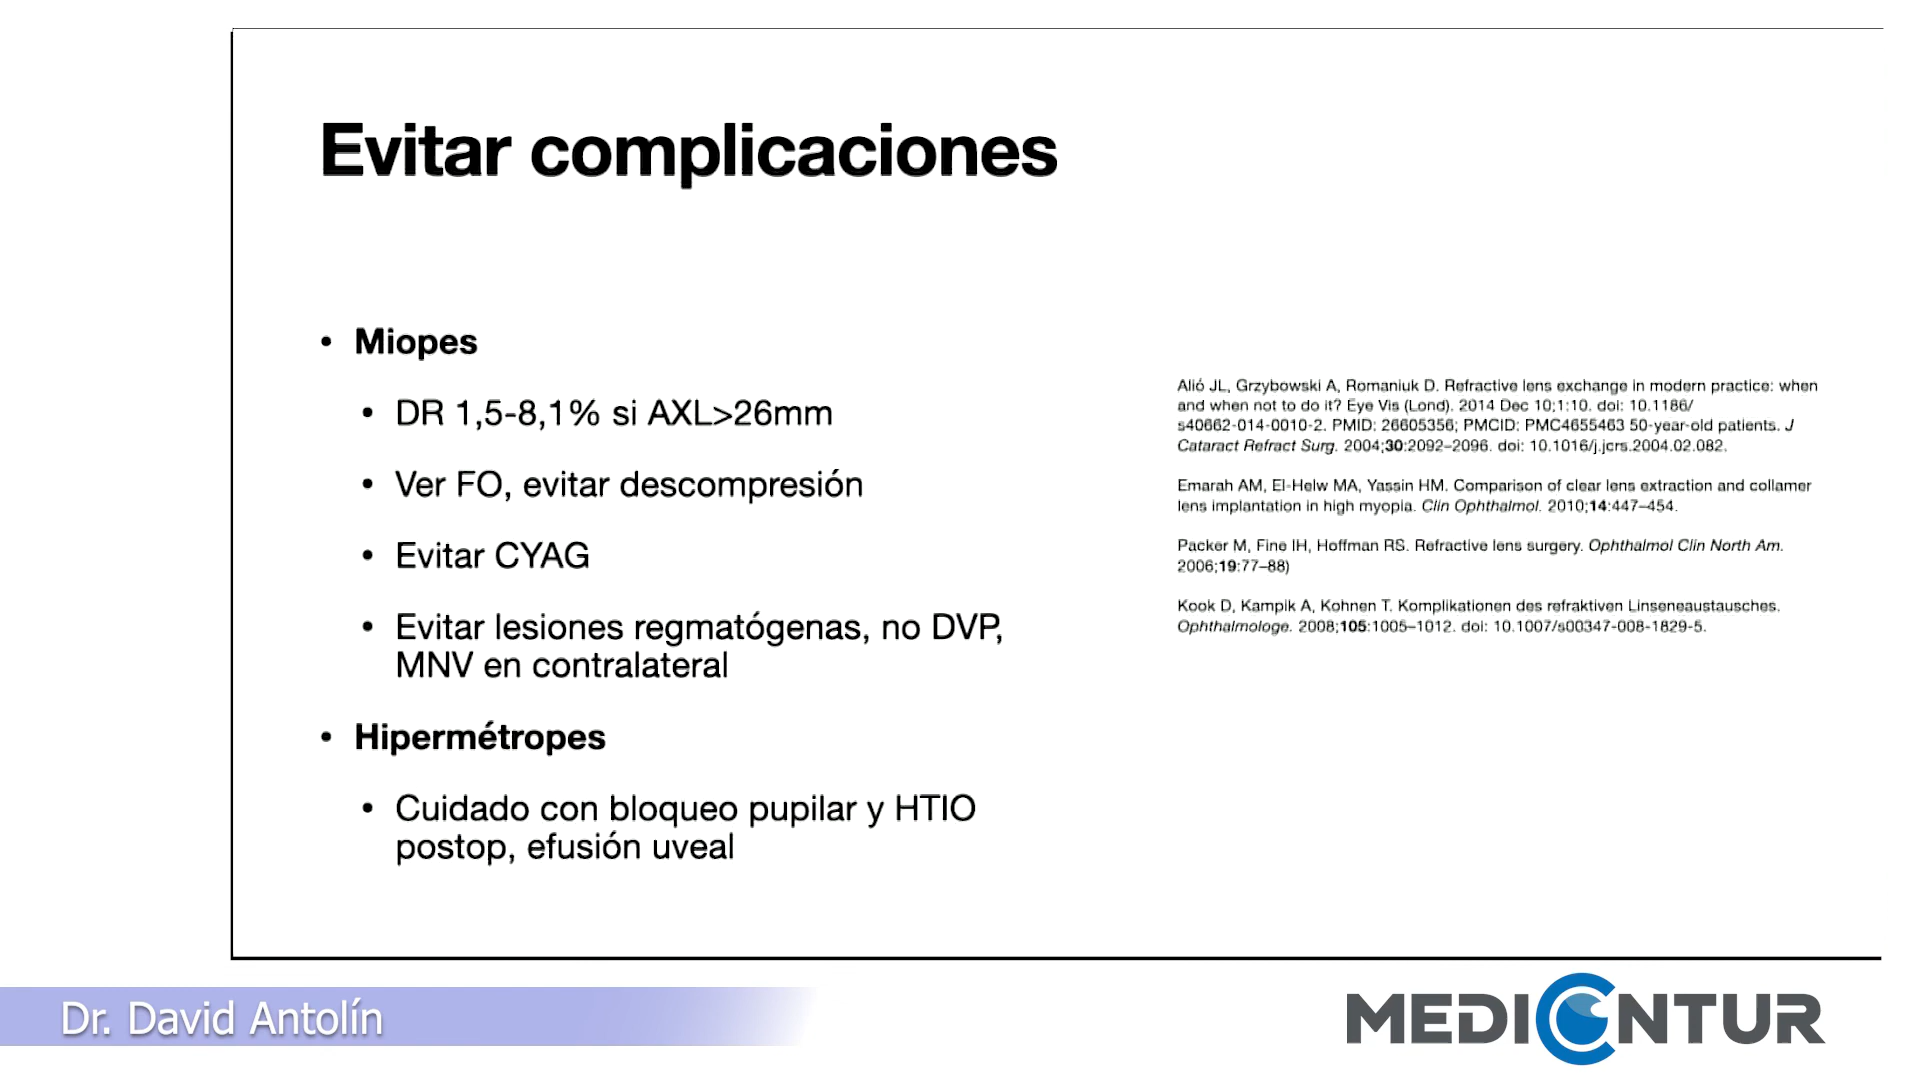 Evitar complicaciones
• Miopes
• DR 1,5-8,1% si AXL>26mm
• Ver FO, evitar descompresión
• Evitar CYAG
• Evitar lesiones regmatógenas, no DVP,
MNV en contralateral
• Hipermétropes
• Cuidado con bloqueo pupilar y HTIO
postop, efusión uveal
Alió JL, Grzybowski A, Romaniuk D. Refractive lens exchange in modern practice: when
and when not to do it? Eye Vis (Lond). 2014 Dec 10;1:10. doi: 10.1186/
s40662-014-0010-2. PMID: 26605356; PMCID: PMC4655463 50-year-old patients. J
Cataract Refract Surg. 2004;30:2092–2096. doi: 10.1016/j.jcrs.2004.02.082.
Emarah AM, El-Helw MA, Yassin HM. Comparison of clear lens extraction and collamer
lens implantation in high myopia. Clin Ophthalmol. 2010;14:447–454.
Packer M, Fine IH, Hoffman RS. Refractive lens surgery. Ophthalmol Clin North Am.
2006;19:77–88)
Kook D, Kampik A, Kohnen T. Komplikationen des refraktiven Linseneaustausches.
Ophthalmologe. 2008;105:1005–1012. doi: 10.1007/s00347-008-1829-5.
Dr. David Antolín
MEDICONTUR